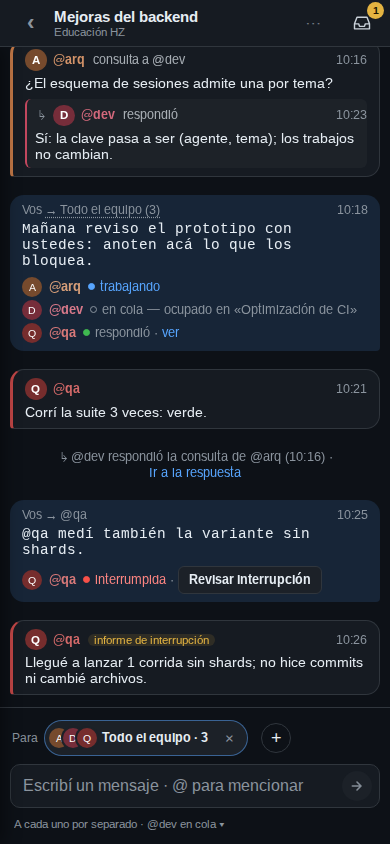 ‹ Mejoras del backend ··· 1
Educación HZ
A @arq consulta a @dev 10:16
¿El esquema de sesiones admite una por tema?
↳ D @dev respondió 10:23
Sí: la clave pasa a ser (agente, tema); los trabajos
no cambian.
Vos → Todo el equipo (3) 10:18
Mañana reviso el prototipo con
ustedes: anoten acá lo que los
bloquea.
A @arq trabajando
D @dev en cola — ocupado en «Optimización de CI»
Q @qa respondió · ver
Q @qa 10:21
Corrí la suite 3 veces: verde.
↳ @dev respondió la consulta de @arq (10:16) ·
Ir a la respuesta
Vos → @qa 10:25
@qa medí también la variante sin
shards.
Q @qa Interrumpida · Revisar interrupción
Q @qa informe de interrupción 10:26
Llegué a lanzar 1 corrida sin shards; no hice commits
ni cambié archivos.
Para A D Q Todo el equipo · 3 × +
Escribí un mensaje · @ para mencionar →
A cada uno por separado · @dev en cola ▾